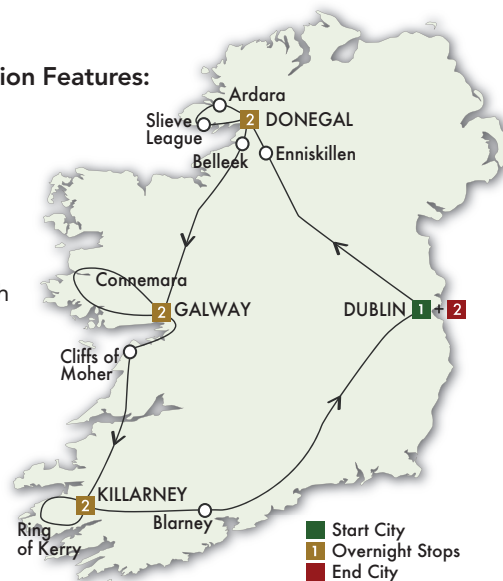 ion Features:
Ardara
Slieve
League
2 DONEGAL
Belleek
Enniskillen
n
Connemara
2 GALWAY
DUBLIN 1 + 2
Cliffs of
Moher
2 KILLARNEY
Ring
of Kerry
Blarney
Start City
1 Overnight Stops
End City